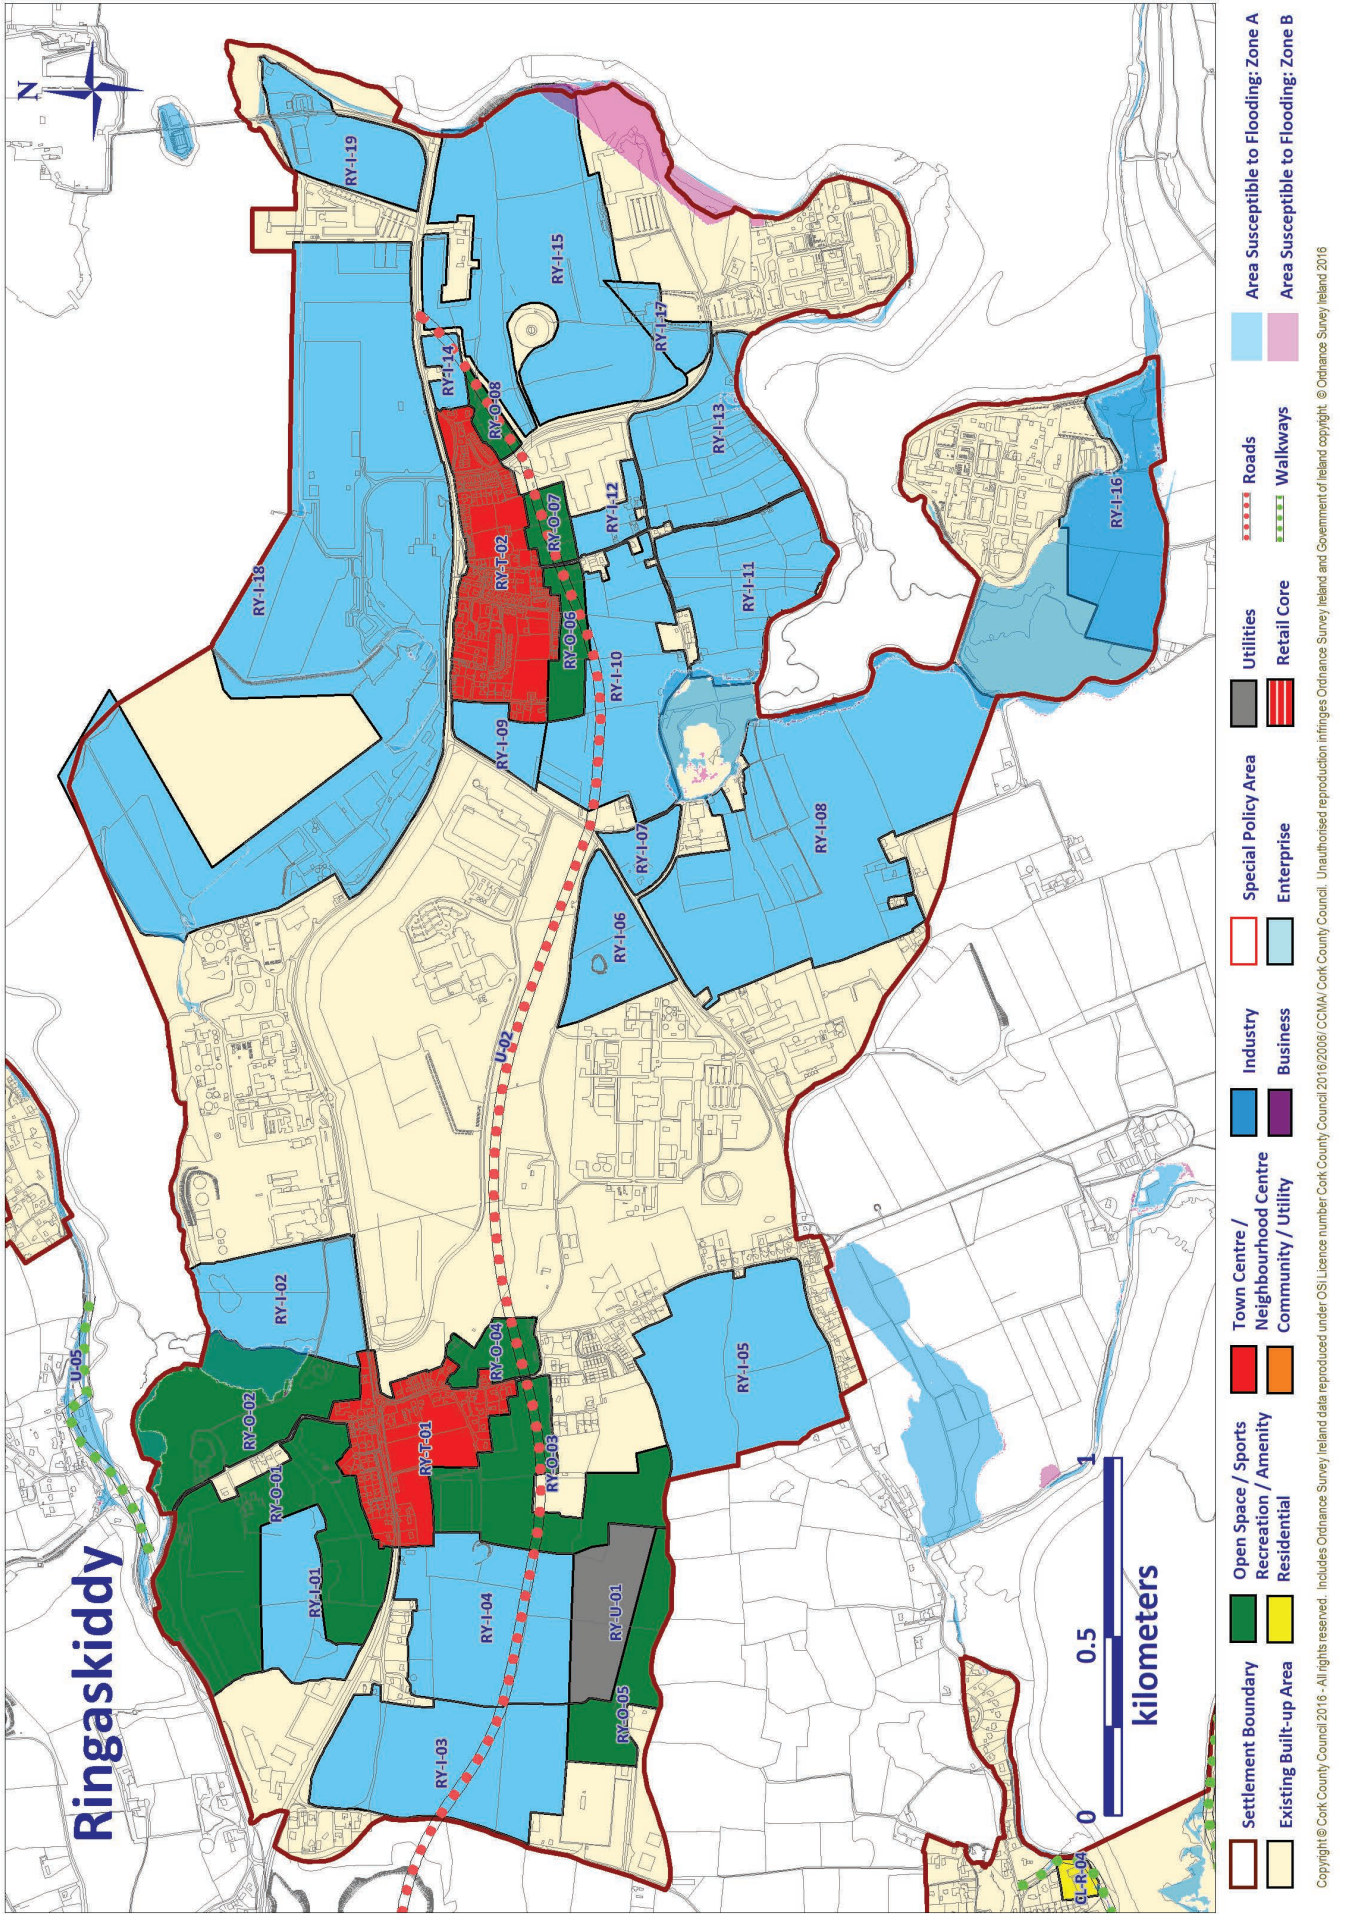 Ringaskiddy
N
U-05
RY-I-19
RY-I-18
RY-I-15
RY-I-14
RY-I-17
RY-O-08
RY-I-13
RY-T-02
RY-O-07
RY-I-12
RY-I-16
RY-O-06
RY-I-11
RY-I-10
RY-I-09
RY-I-08
RY-I-07
RY-I-06
U-02
RY-I-02
RY-O-02
RY-O-01
RY-O-04
RY-I-05
RY-T-01
RY-O-03
RY-I-01
RY-I-04
RY-U-01
RY-O-05
RY-I-03
CL-R-04
0
0.5
1
kilometers
Settlement Boundary
Existing Built-up Area
Open Space / Sports
Recreation / Amenity
Residential
Town Centre /
Neighbourhood Centre
Community / Utility
Industry
Business
Special Policy Area
Enterprise
Utilities
Retail Core
Roads
Walkways
Area Susceptible to Flooding: Zone A
Area Susceptible to Flooding: Zone B
Copyright © Cork County Council 2016 - All rights reserved. Includes Ordnance Survey Ireland data reproduced under OSi Licence number Cork County Council 2016/2006/ CCMA/ Cork County Council. Unauthorised reproduction infringes Ordnance Survey Ireland and Government of Ireland copyright. © Ordnance Survey Ireland 2016